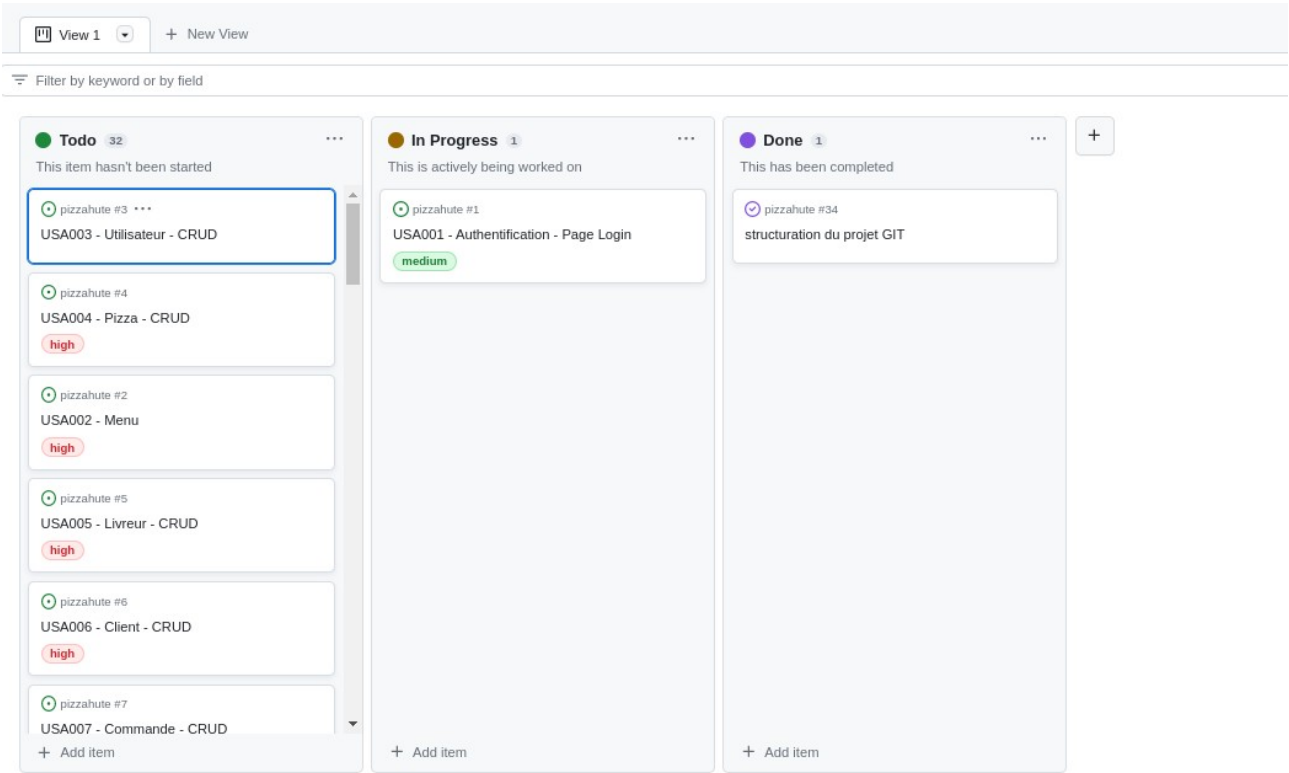 View 1
New View
Filter by keyword or by field
Todo 32
This item hasn't been started
pizzahute #3
USA003 - Utilisateur - CRUD
pizzahute #4
USA004 - Pizza - CRUD
high
pizzahute #2
USA002 - Menu
high
pizzahute #5
USA005 - Livreur - CRUD
high
pizzahute #6
USA006 - Client - CRUD
high
pizzahute #7
USA007 - Commande - CRUD
Add item
In Progress 1
This is actively being worked on
pizzahute #1
USA001 - Authentification - Page Login
medium
Add item
Done 1
This has been completed
pizzahute #34
structuration du projet GIT
Add item